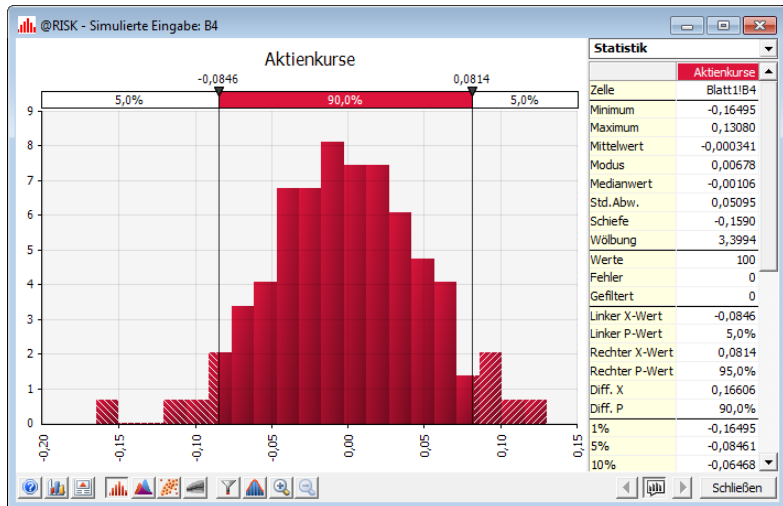 @RISK - Simulierte Eingabe: B4
Aktienkurse
-0,0846 0,0814
5,0% 90,0% 5,0%
9
8
7
6
5
4
3
2
1
0
-0,20 -0,15 -0,10 -0,05 0,00 0,05 0,10 0,15
Statistik
Aktienkurse
Zelle Blatt1!B4
Minimum -0,16495
Maximum 0,13080
Mittelwert -0,000341
Modus 0,00678
Medianwert -0,00106
Std.Abw. 0,05095
Schiefe -0,1590
Wölbung 3,3994
Werte 100
Fehler 0
Gefiltert 0
Linker X-Wert -0,0846
Linker P-Wert 5,0%
Rechter X-Wert 0,0814
Rechter P-Wert 95,0%
Diff. X 0,16606
Diff. P 90,0%
1% -0,16495
5% -0,08461
10% -0,06468
Schließen